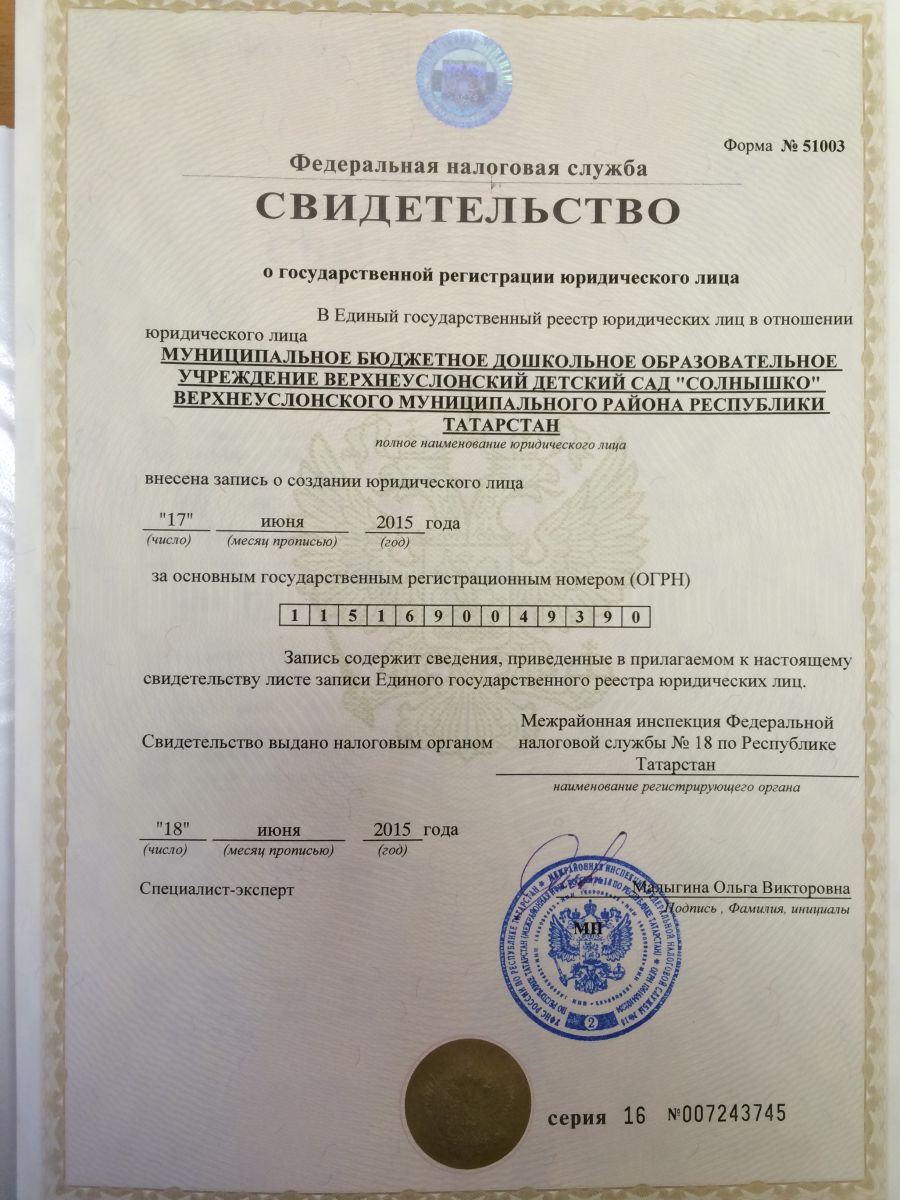 Форма № 51003
Федеральная налоговая служба
СВИДЕТЕЛЬСТВО
о государственной регистрации юридического лица
В Единый государственный реестр юридических лиц в отношении
юридического лица
МУНИЦИПАЛЬНОЕ БЮДЖЕТНОЕ ДОШКОЛЬНОЕ ОБРАЗОВАТЕЛЬНОЕ
УЧРЕЖДЕНИЕ ВЕРХНЕУСЛОНСКИЙ ДЕТСКИЙ САД "СОЛНЫШКО"
ВЕРХНЕУСЛОНСКОГО МУНИЦИПАЛЬНОГО РАЙОНА РЕСПУБЛИКИ
ТАТАРСТАН
полное наименование юридического лица
внесена запись о создании юридического лица
"17" июня 2015 года
(число) (месяц прописью) (год)
за основным государственным регистрационным номером (ОГРН)
1 1 5 1 6 9 0 0 4 9 3 9 0
Запись содержит сведения, приведенные в прилагаемом к настоящему
свидетельству листе записи Единого государственного реестра юридических лиц.
Межрайонная инспекция Федеральной
Свидетельство выдано налоговым органом налоговой службы № 18 по Республике
Татарстан
наименование регистрирующего органа
"18" июня 2015 года
(число) (месяц прописью) (год)
Специалист-эксперт Малыгина Ольга Викторовна
Подпись , Фамилия, инициалы
МП
2
серия 16 №007243745